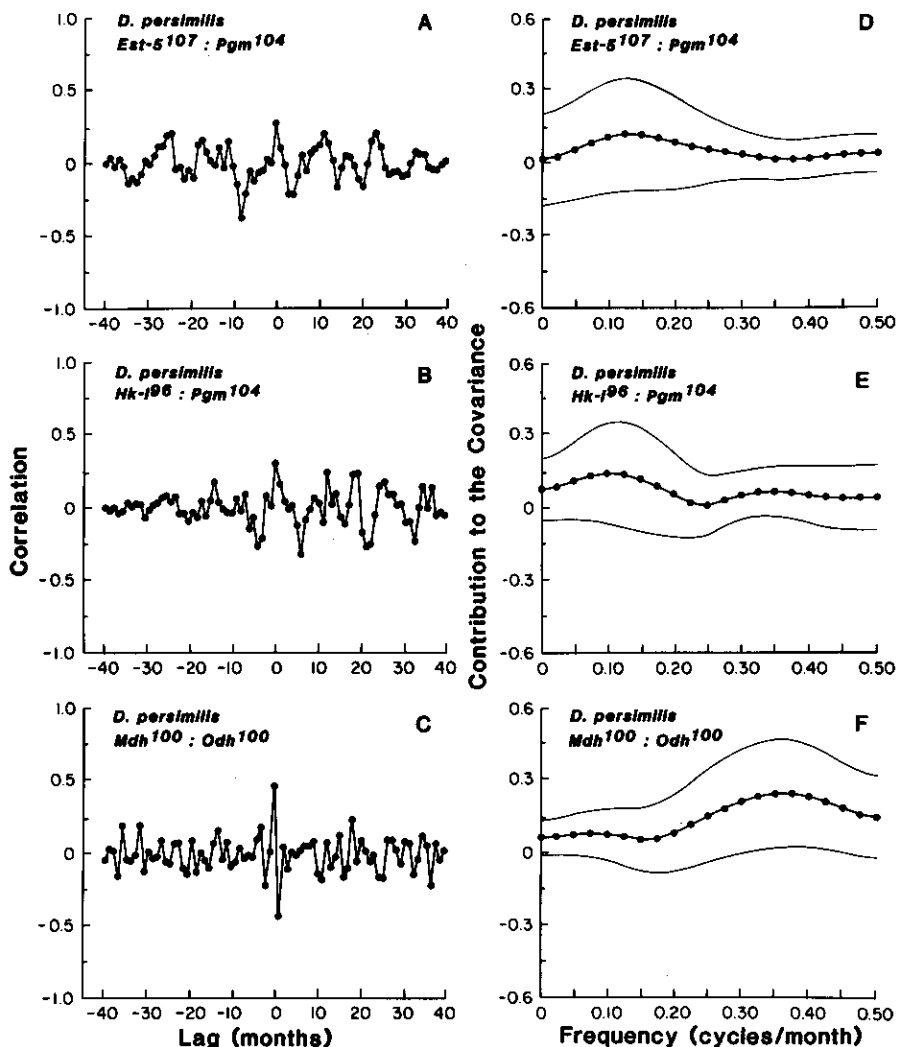 D. persimilis
A
Est-5107 : Pgm104
1.0
0.5
0
-0.5
-1.0
-40 -30 -20 -10 0 10 20 30 40
D. persimilis
D
Est-5107 : Pgm104
0.6
0.3
0
-0.3
-0.6
0 0.10 0.20 0.30 0.40 0.50
D. persimilis
B
Hk-I96 : Pgm104
1.0
0.5
0
-0.5
-1.0
-40 -30 -20 -10 0 10 20 30 40
Correlation
D. persimilis
E
Hk-I96 : Pgm104
0.6
0.3
0
-0.3
-0.6
0 0.10 0.20 0.30 0.40 0.50
Contribution to the Covariance
D. persimilis
C
Mdh100 : Odh100
1.0
0.5
0
-0.5
-1.0
-40 -30 -20 -10 0 10 20 30 40
Lag (months)
D. persimilis
F
Mdh100 : Odh100
0.6
0.3
0
-0.3
-0.6
0 0.10 0.20 0.30 0.40 0.50
Frequency (cycles/month)